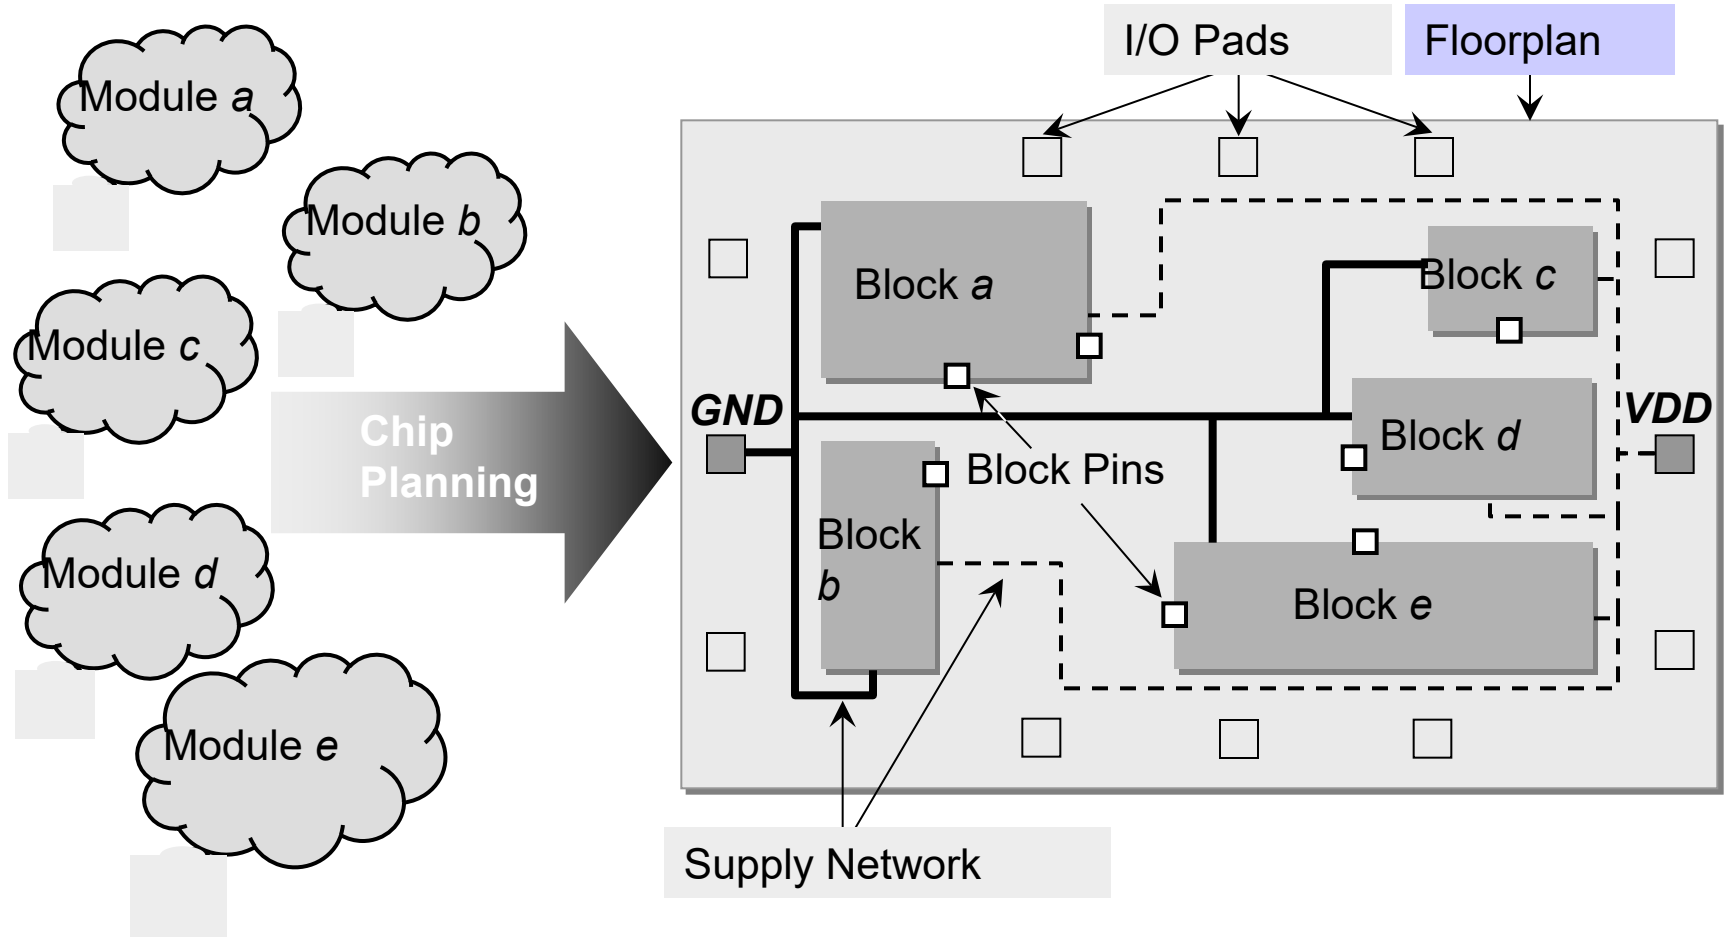 I/O Pads
Floorplan
Module a
Module b
Module c
Module d
Module e
Chip
Planning
GND
VDD
Block a
Block c
Block d
Block Pins
Block
b
Block e
Supply Network